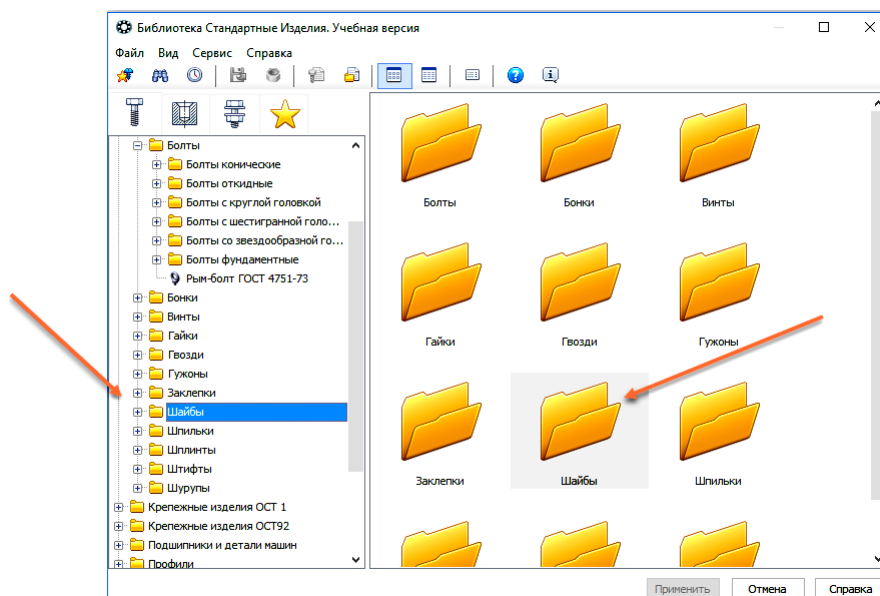 Библиотека Стандартные Изделия. Учебная версия
Файл Вид Сервис Справка
Болты
Болты конические
Болты откидные
Болты с круглой головкой
Болты с шестигранной голо...
Болты со звездообразной го...
Болты фундаментные
Рым-болт ГОСТ 4751-73
Бонки
Винты
Гайки
Гвозди
Гужоны
Заклепки
Шайбы
Шпильки
Шплинты
Штифты
Шурупы
Крепежные изделия ОСТ 1
Крепежные изделия ОСТ92
Подшипники и детали машин
Профили
Болты Бонки Винты
Гайки Гвозди Гужоны
Заклепки Шайбы Шпильки
Применить Отмена Справка